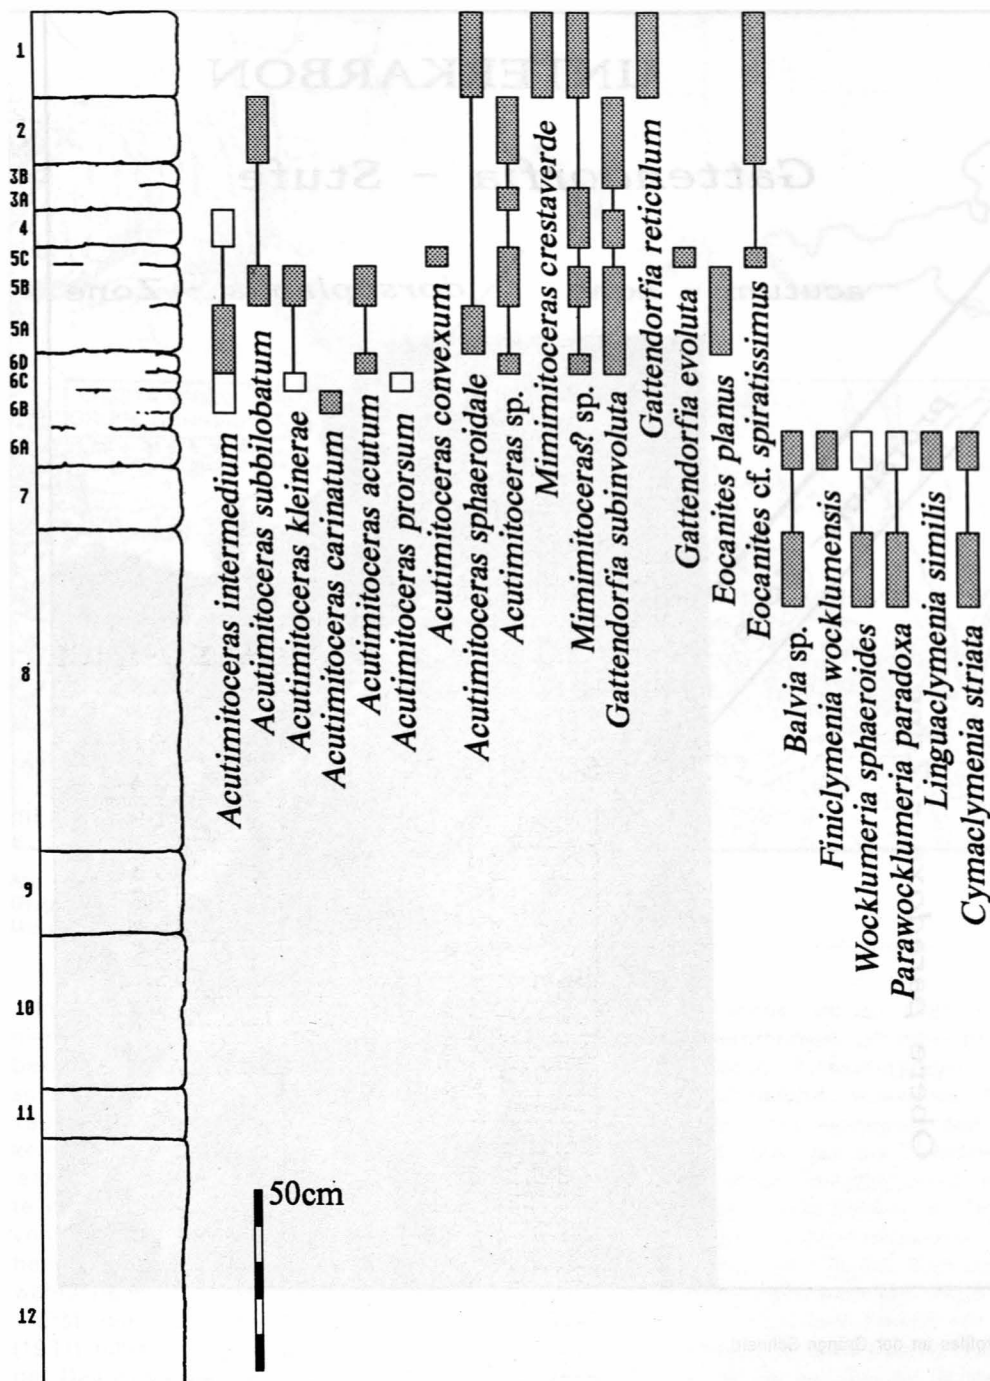 1
2
3B
3A
4
5C
5B
5A
6D
6C
6B
6A
7
8
9
10
11
12
Acutimitoceras intermedium
Acutimitoceras subbilobatum
Acutimitoceras kleinerae
Acutimitoceras carinatum
Acutimitoceras acutum
Acutimitoceras prorsum
Acutimitoceras convexum
Acutimitoceras sphaeroidale
Acutimitoceras sp.
Mimimitoceras crestaverde
Mimimitoceras? sp.
Gattendorfia subinvoluta
Gattendorfia reticulum
Gattendorfia evoluta
Eocanites planus
Eocanites cf. spiratissimus
Balvia sp.
Finiclymenia wocklumensis
Wocklumeria sphaeroides
Parawocklumeria paradoxa
Linguaclymenia similis
Cymaclymenia striata
50cm
Gattendorfia – Stufe